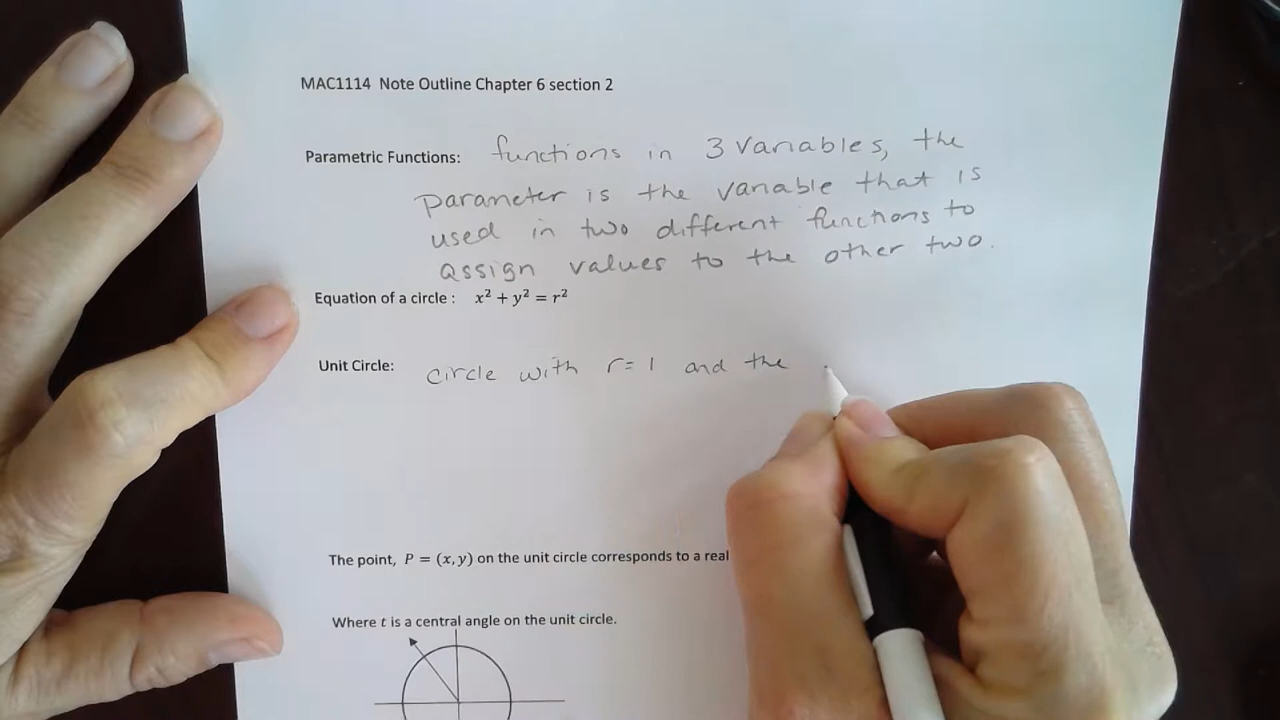 MAC1114 Note Outline Chapter 6 section 2
Parametric Functions: functions in 3 variables, the
parameter is the variable that is
used in two different functions to
assign values to the other two.
Equation of a circle : x² + y² = r²
Unit Circle: circle with r = 1 and the
The point, P = (x, y) on the unit circle corresponds to a real
Where t is a central angle on the unit circle.